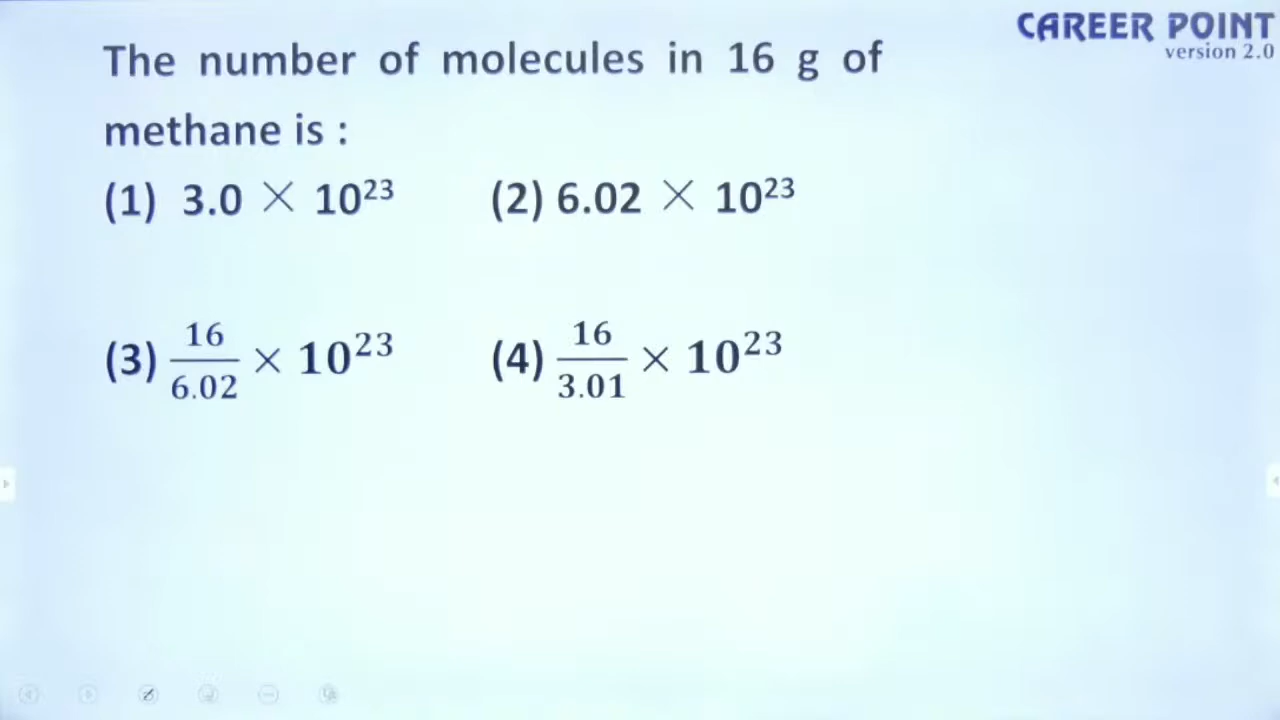 CAREER POINT
version 2.0
The number of molecules in 16 g of
methane is :
(1) 3.0 × 10²³ (2) 6.02 × 10²³
(3) 16/6.02 × 10²³ (4) 16/3.01 × 10²³